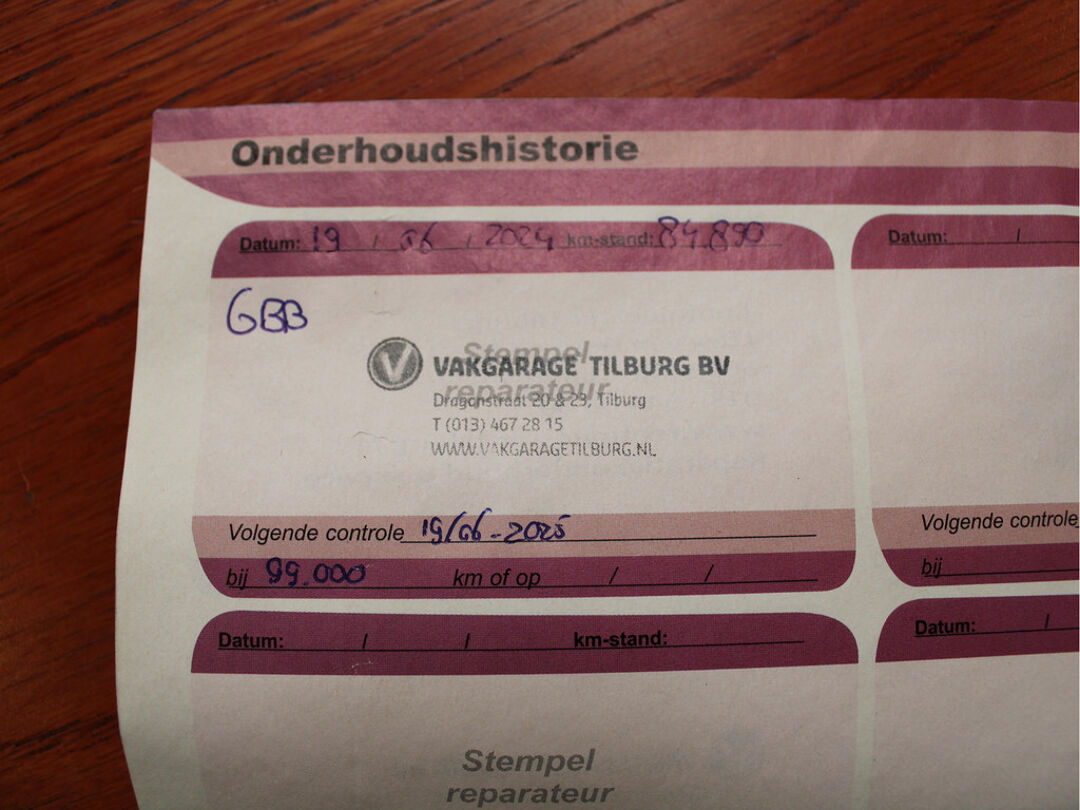 Onderhoudshistorie
Datum: 19 / 06 / 2024 km-stand: 84.890
Datum: /
GBB
Stempel
VAKGARAGE TILBURG BV
reparateur
Draganstraat 20 & 23, Tilburg
T (013) 467 28 15
WWW.VAKGARAGETILBURG.NL
Volgende controle 19/06-2025
Volgende controle
bij 99.000 km of op / /
bij
Datum: / / km-stand:
Datum: /
Stempel
reparateur